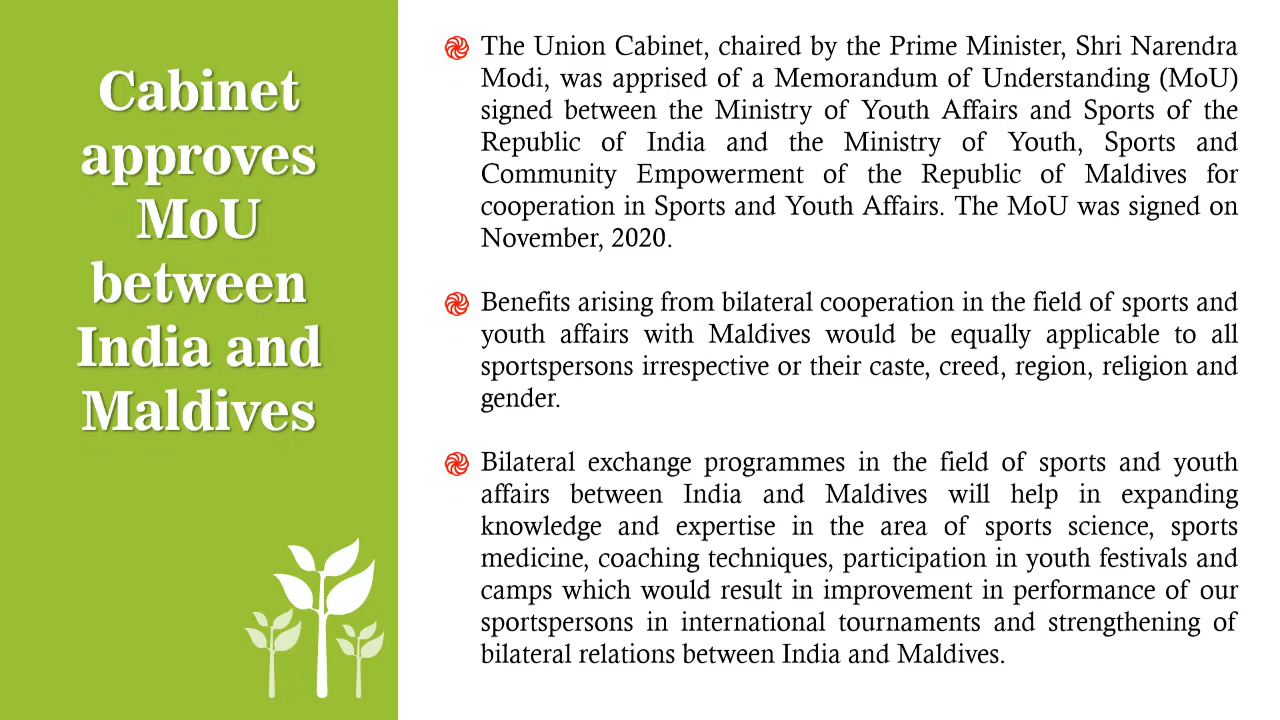 Cabinet
approves
MoU
between
India and
Maldives
The Union Cabinet, chaired by the Prime Minister, Shri Narendra
Modi, was apprised of a Memorandum of Understanding (MoU)
signed between the Ministry of Youth Affairs and Sports of the
Republic of India and the Ministry of Youth, Sports and
Community Empowerment of the Republic of Maldives for
cooperation in Sports and Youth Affairs. The MoU was signed on
November, 2020.
Benefits arising from bilateral cooperation in the field of sports and
youth affairs with Maldives would be equally applicable to all
sportspersons irrespective or their caste, creed, region, religion and
gender.
Bilateral exchange programmes in the field of sports and youth
affairs between India and Maldives will help in expanding
knowledge and expertise in the area of sports science, sports
medicine, coaching techniques, participation in youth festivals and
camps which would result in improvement in performance of our
sportspersons in international tournaments and strengthening of
bilateral relations between India and Maldives.